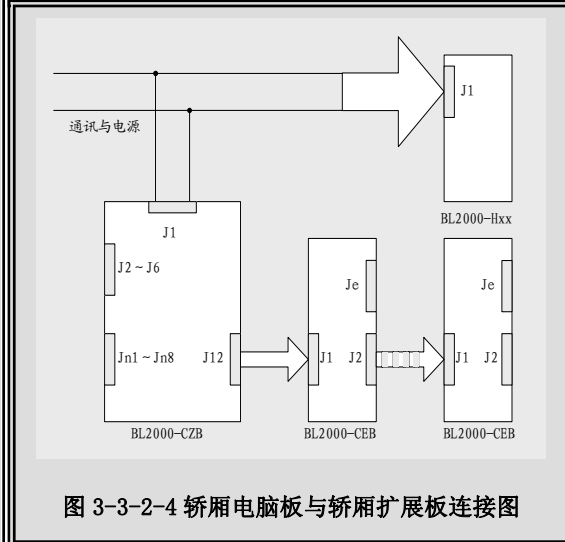 J1
通讯与电源
BL2000-Hxx
J1
J2～J6
Je
Je
Jn1～Jn8
J12
J1
J2
J1
J2
BL2000-CZB
BL2000-CEB
BL2000-CEB
图 3-3-2-4 轿厢电脑板与轿厢扩展板连接图